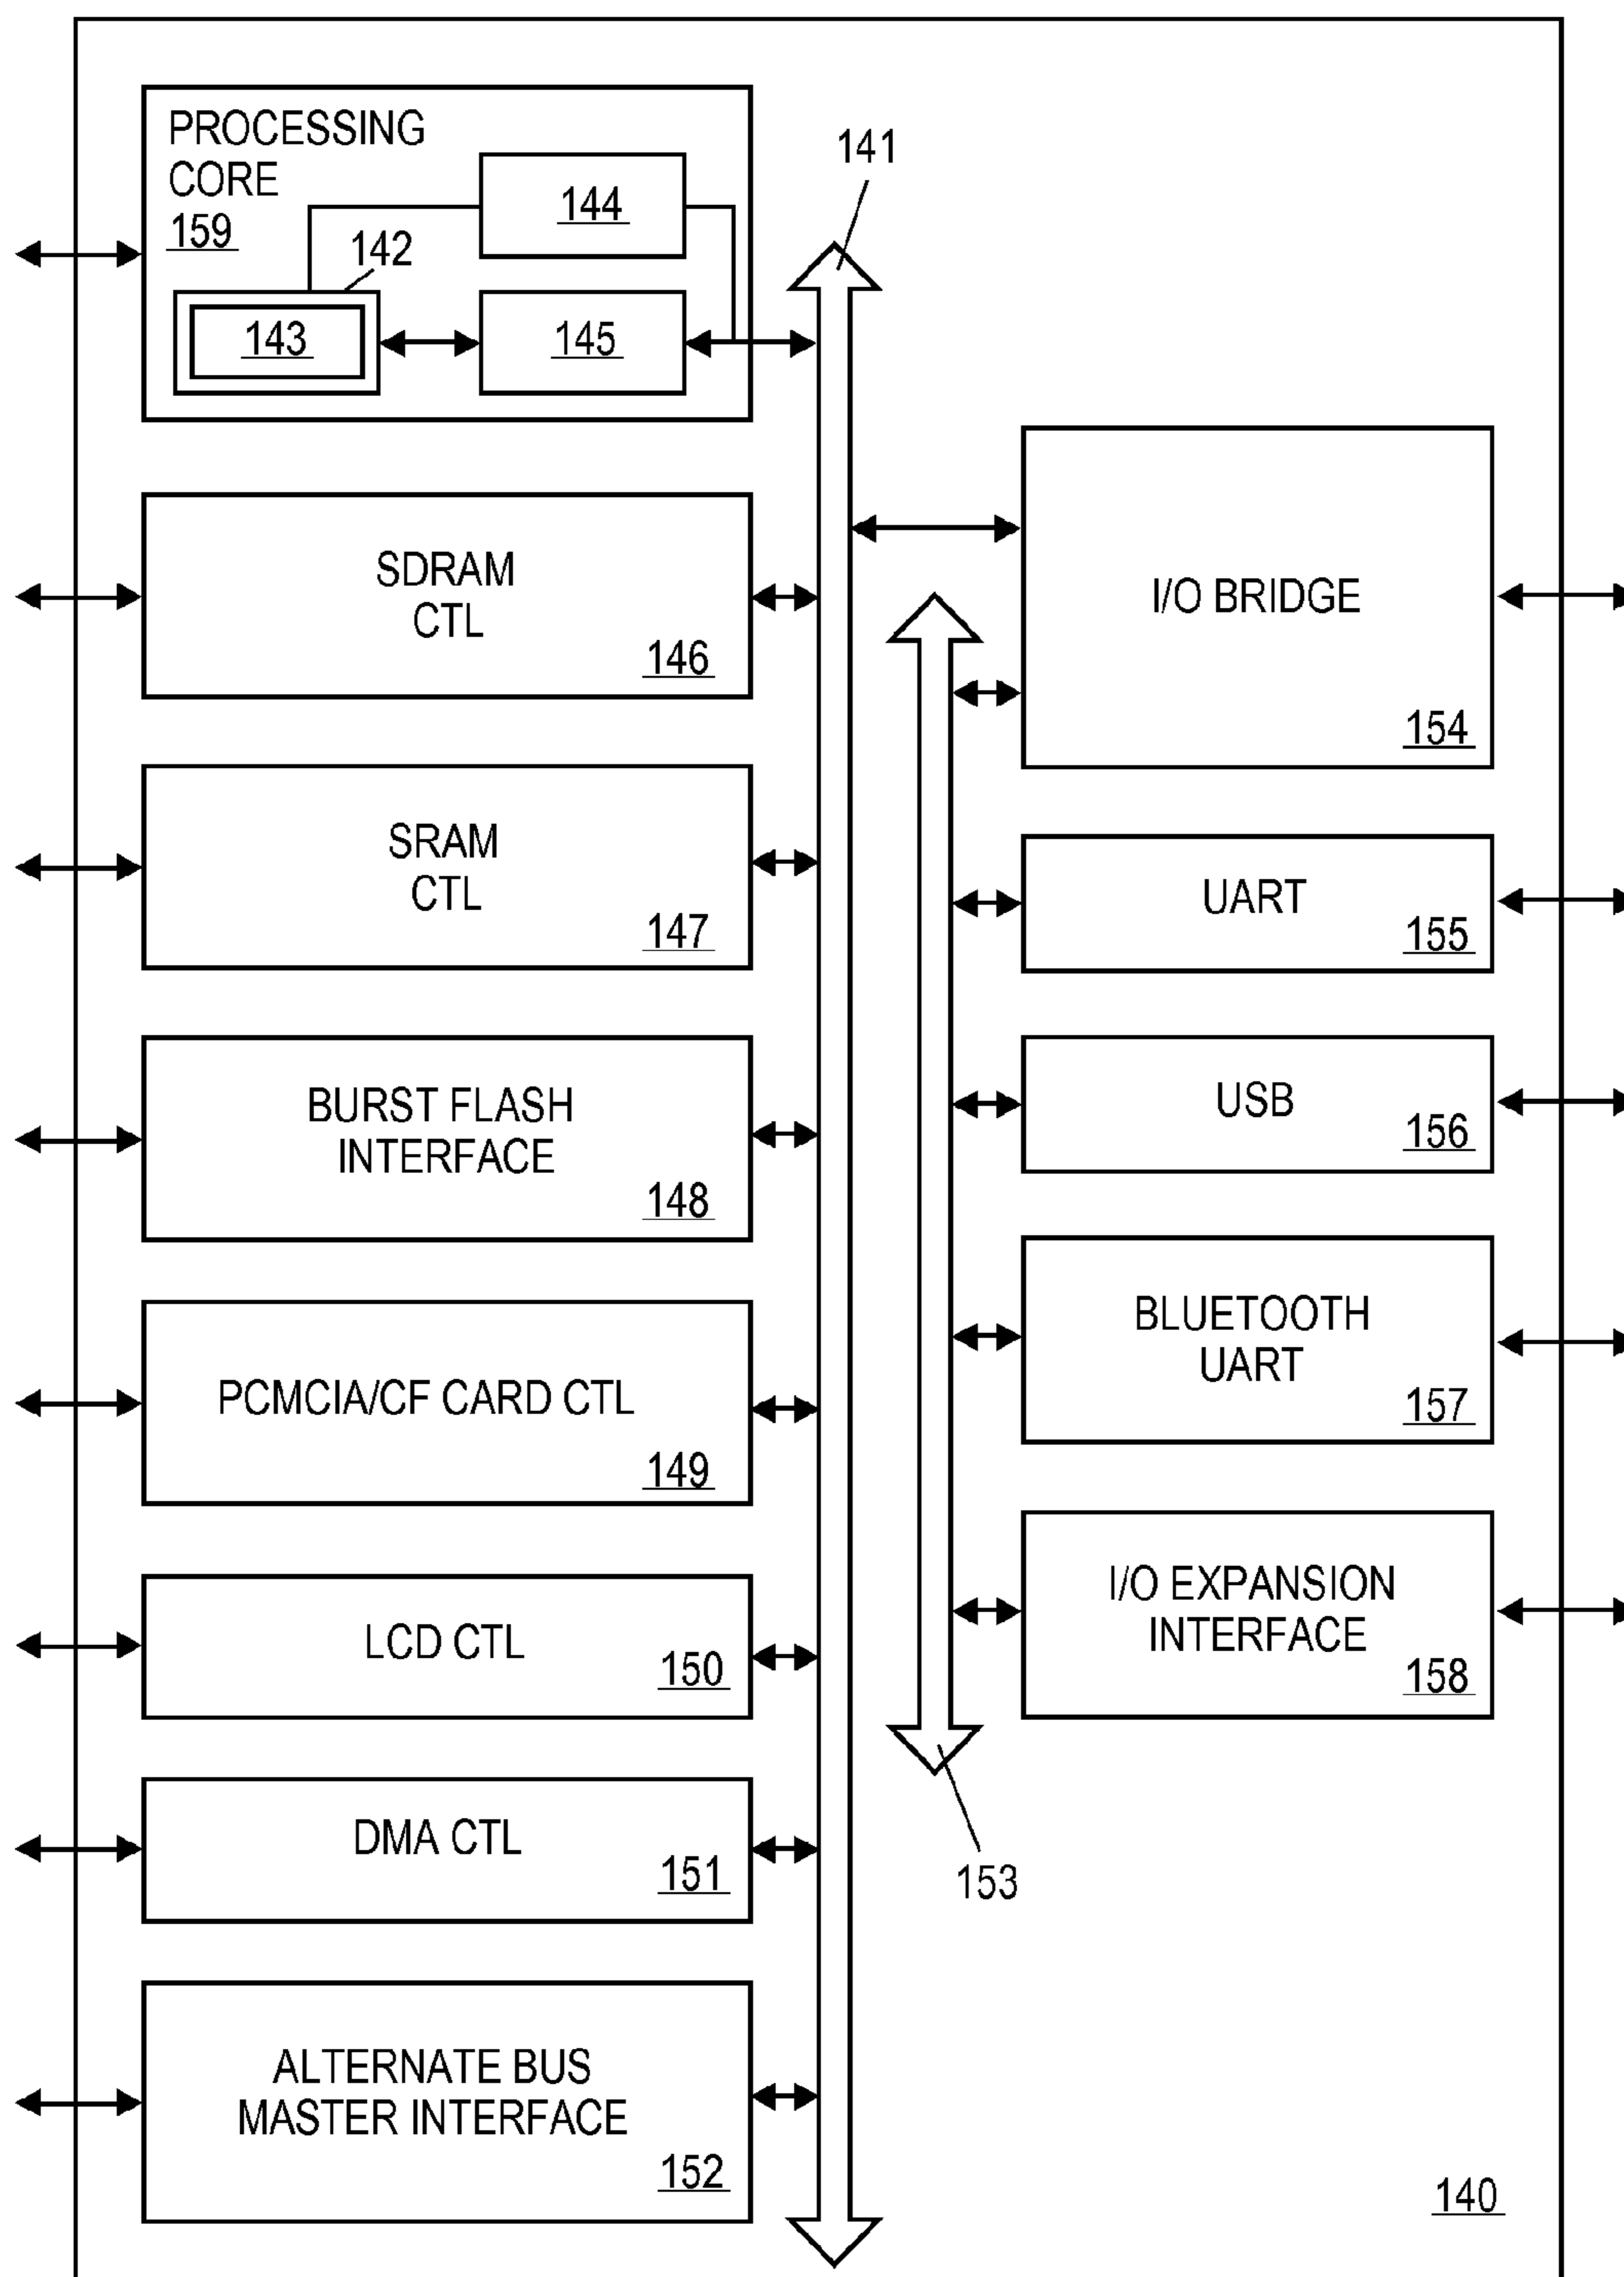 PROCESSING
CORE
159
142
143
144
145
141
SDRAM
CTL
146
SRAM
CTL
147
BURST FLASH
INTERFACE
148
PCMCIA/CF CARD CTL
149
LCD CTL
150
DMA CTL
151
ALTERNATE BUS
MASTER INTERFACE
152
I/O BRIDGE
154
UART
155
USB
156
BLUETOOTH
UART
157
I/O EXPANSION
INTERFACE
158
153
140